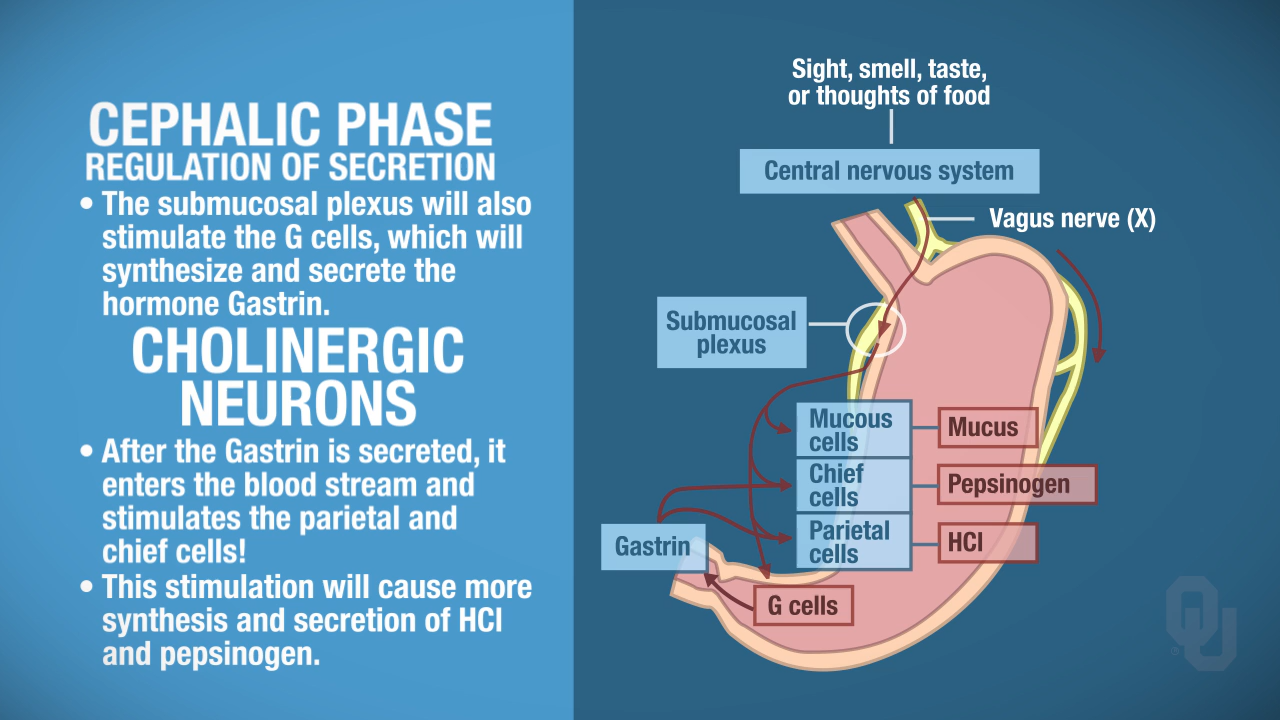 CEPHALIC PHASE
REGULATION OF SECRETION
• The submucosal plexus will also
stimulate the G cells, which will
synthesize and secrete the
hormone Gastrin.
CHOLINERGIC
NEURONS
• After the Gastrin is secreted, it
enters the blood stream and
stimulates the parietal and
chief cells!
• This stimulation will cause more
synthesis and secretion of HCl
and pepsinogen.
Sight, smell, taste,
or thoughts of food
Central nervous system
Vagus nerve (X)
Submucosal
plexus
Mucous
cells
Mucus
Chief
cells
Pepsinogen
Parietal
cells
HCl
Gastrin
G cells
OU
®